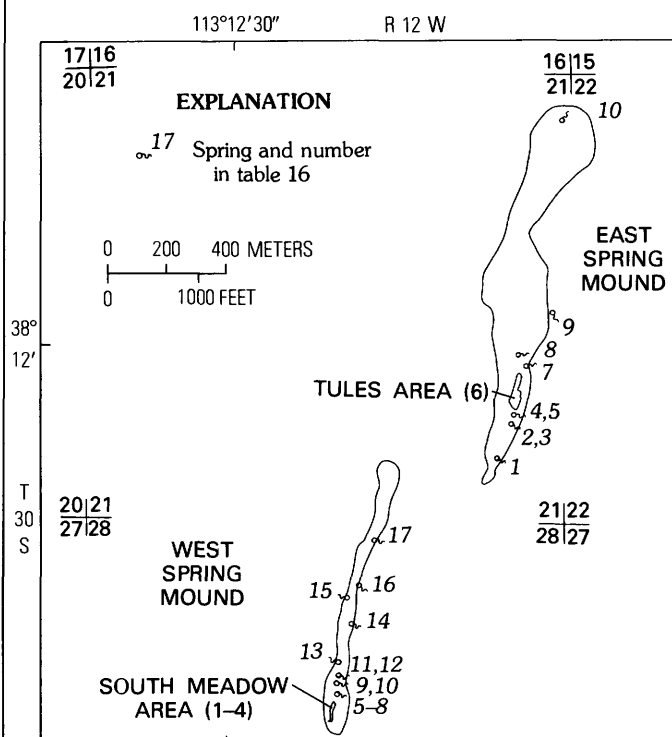 113°12'30" R 12 W
17|16
20|21
16|15
21|22
EXPLANATION
17 Spring and number
in table 16
0 200 400 METERS
0 1000 FEET
10
EAST
SPRING
MOUND
9
38°
12'
8
7
TULES AREA (6)
4,5
2,3
1
T
30
S
20|21
27|28
21|22
28|27
WEST
SPRING
MOUND
17
16
15
14
13
11,12
9,10
5–8
SOUTH MEADOW
AREA (1–4)